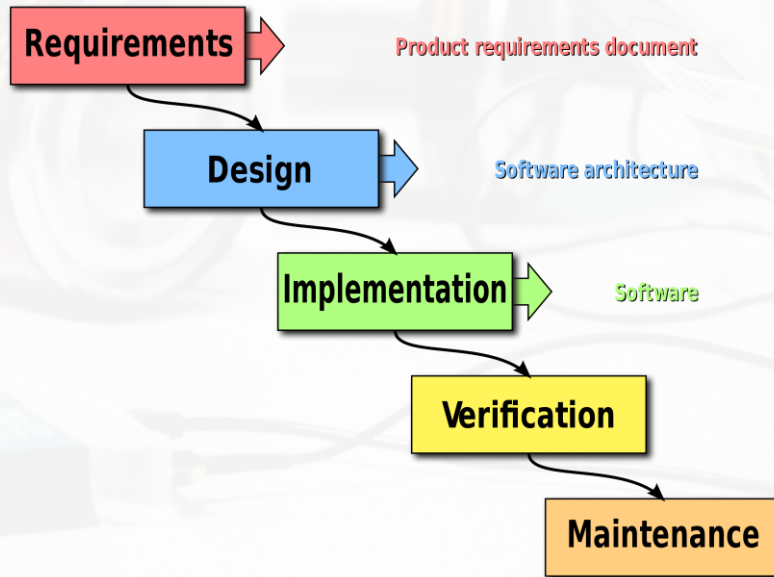 Requirements
Product requirements document
Design
Software architecture
Implementation
Software
Verification
Maintenance